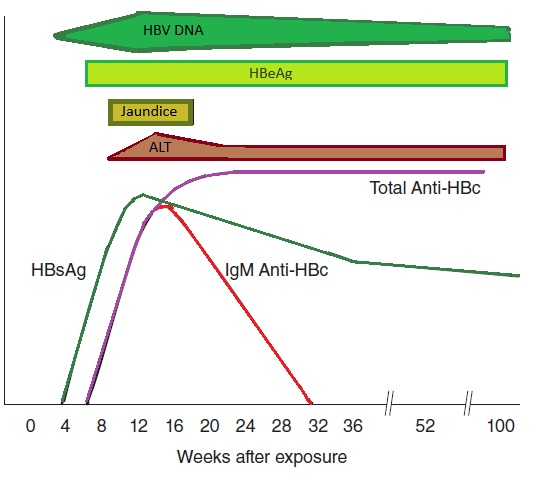 HBV DNA
HBeAg
Jaundice
ALT
Total Anti-HBc
HBsAg
IgM Anti-HBc
0 4 8 12 16 20 24 28 32 36 52 100
Weeks after exposure